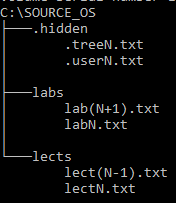 C:\SOURCE_OS
├───.hidden
│       .treeN.txt
│       .userN.txt
│
├───labs
│       lab(N+1).txt
│       labN.txt
│
└───lects
        lect(N-1).txt
        lectN.txt